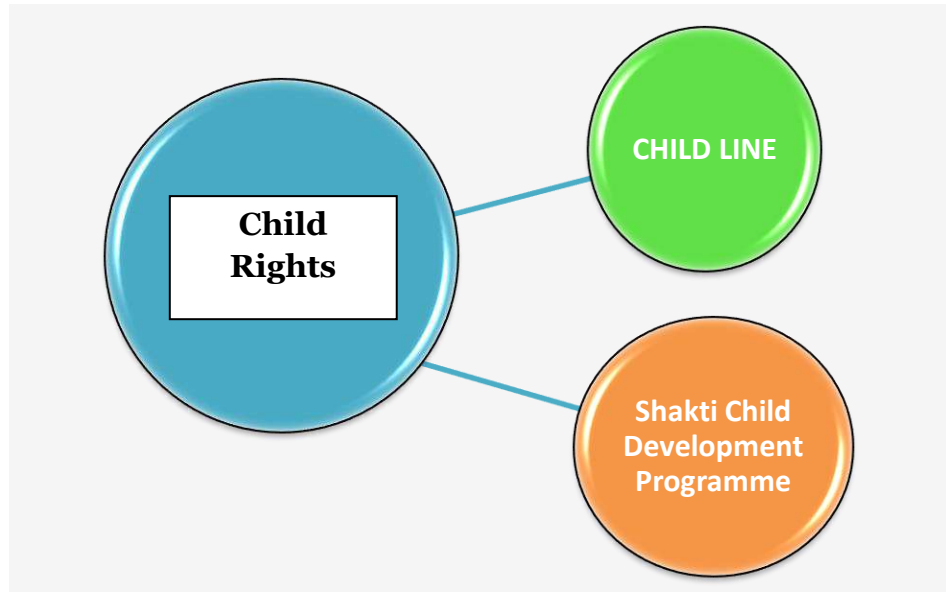 Child
Rights
CHILD LINE
Shakti Child
Development
Programme